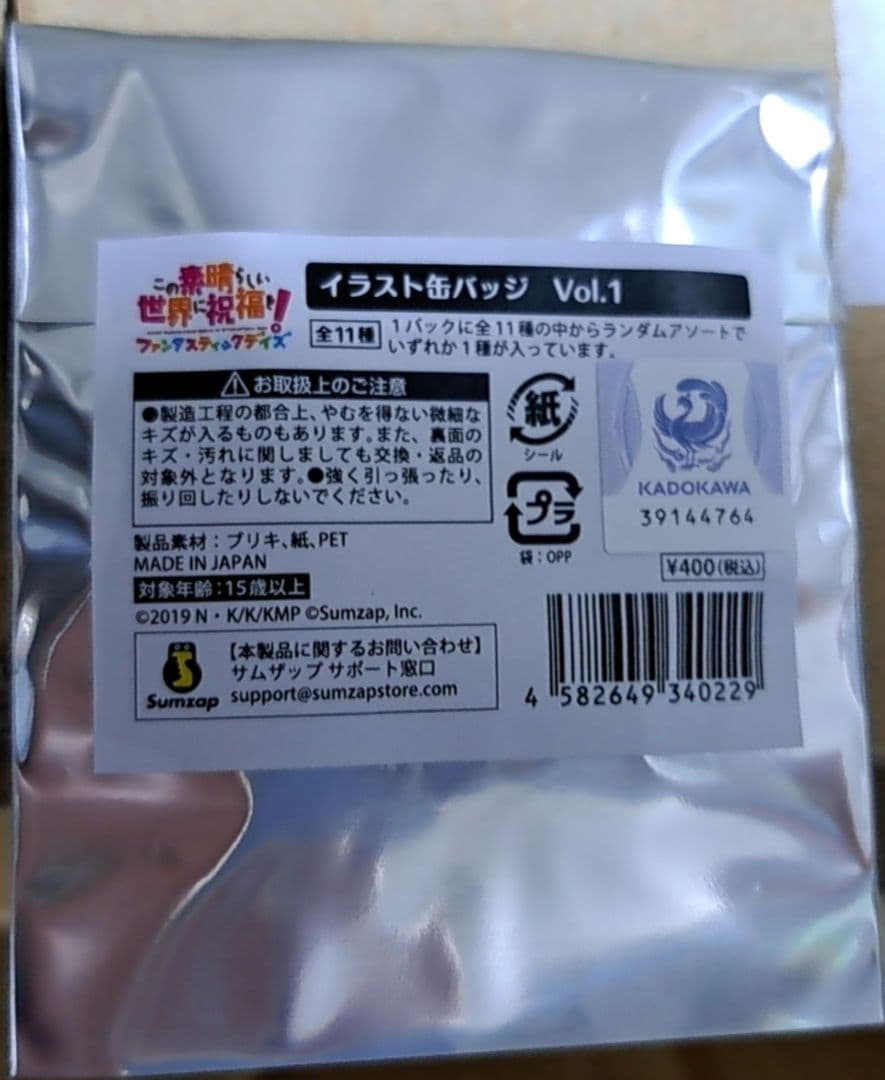 この素晴らしい
世界に祝福を!
ファンタスティックデイズ
イラスト缶バッジ Vol.1
全11種
1パックに全11種の中からランダムアソートで
いずれか1種が入っています。
⚠お取扱上のご注意
●製造工程の都合上、やむを得ない微細な
キズが入るものもあります。また、裏面の
キズ・汚れに関しましても交換・返品の
対象外となります。●強く引っ張ったり、
振り回したりしないでください。
紙
シール
プラ
袋:OPP
KADOKAWA
39144764
製品素材:ブリキ、紙、PET
MADE IN JAPAN
対象年齢:15歳以上
©2019 N・K/K/KMP ©Sumzap, Inc.
¥400(税込)
Sumzap
【本製品に関するお問い合わせ】
サムザップ サポート窓口
support@sumzapstore.com
4 582649 340229